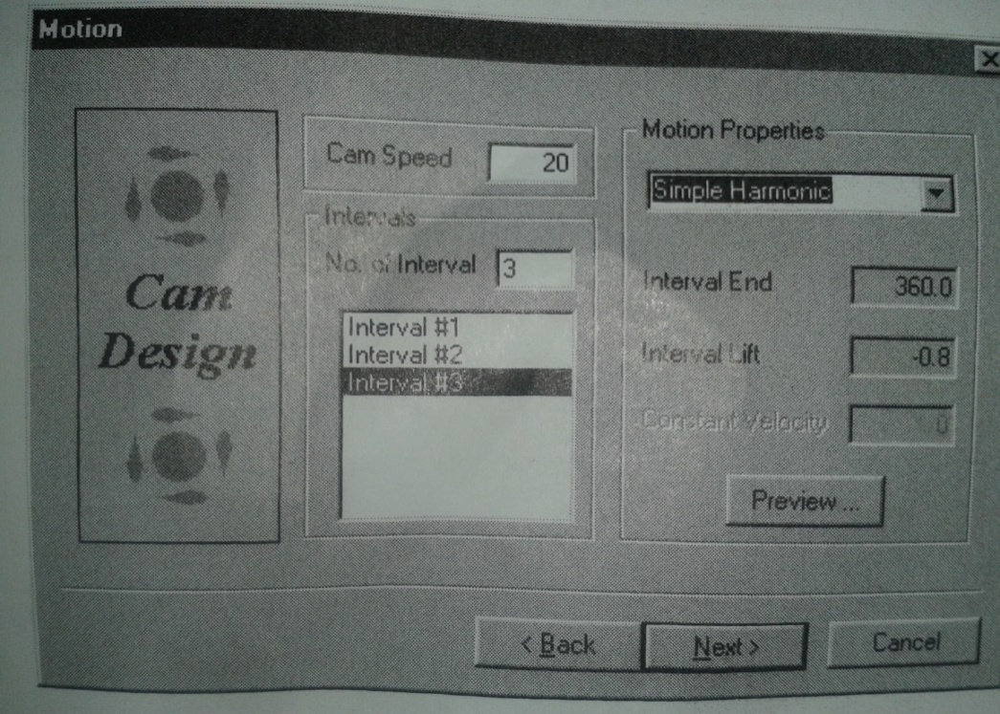 Motion
Cam
Design
Cam Speed 20
Intervals
No. of Interval 3
Interval #1
Interval #2
Interval #3
Motion Properties
Simple Harmonic
Interval End 360.0
Interval Lift -0.8
Constant Velocity 0
Preview ...
< Back
Next >
Cancel